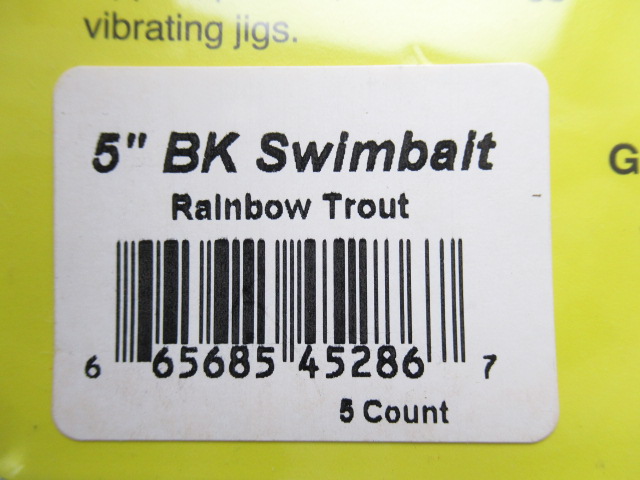 vibrating jigs.
5" BK Swimbait
Rainbow Trout
6 65685 45286 7
5 Count
G